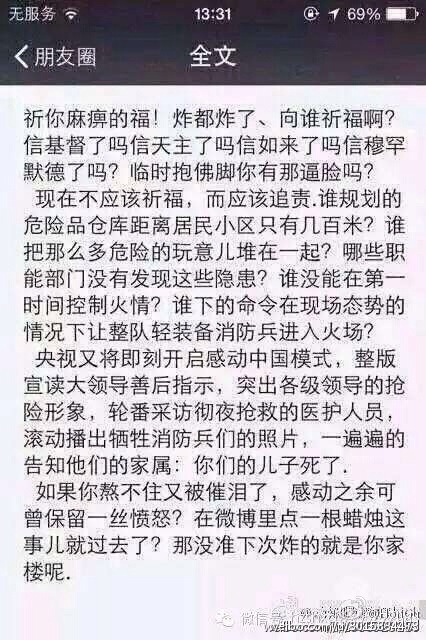 无服务 13:31 69%
朋友圈 全文
祈你麻痹的福！炸都炸了、向谁祈福啊？
信基督了吗信天主了吗信如来了吗信穆罕
默德了吗？临时抱佛脚你有那逼脸吗？
现在不应该祈福，而应该追责.谁规划的
危险品仓库距离居民小区只有几百米？谁
把那么多危险的玩意儿堆在一起？哪些职
能部门没有发现这些隐患？谁没能在第一
时间控制火情？谁下的命令在现场态势的
情况下让整队轻装备消防兵进入火场？
央视又将即刻开启感动中国模式，整版
宣读大领导善后指示，突出各级领导的抢
险形象，轮番采访彻夜抢救的医护人员，
滚动播出牺牲消防兵们的照片，一遍遍的
告知他们的家属：你们的儿子死了.
如果你熬不住又被催泪了，感动之余可
曾保留一丝愤怒？在微博里点一根蜡烛这
事儿就过去了？那没准下次炸的就是你家
楼呢.
微信号